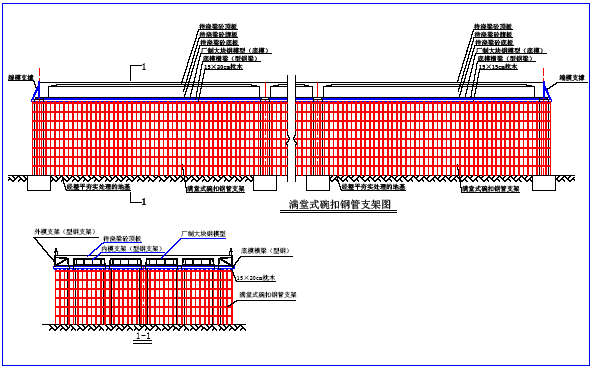 待浇梁砼顶板
待浇梁砼腹板
待浇梁砼底板
厂制大块钢模型（底模）
底模横梁（型钢梁）
15×20cm枕木
待浇梁砼顶板
待浇梁砼腹板
待浇梁砼底板
厂制大块钢模型（底模）
底模横梁（型钢梁）
15×15cm枕木
1
端模支撑
端模支撑
经整平夯实处理的地基
满堂式碗扣钢管支架
经整平夯实处理的地基
满堂式碗扣钢管支架
1
满堂式碗扣钢管支架图
外模支架（型钢支架）
待浇梁砼顶板
厂制大块钢模型
内模支架（型钢支架）
底模横梁（型钢）
15×20cm枕木
满堂式碗扣钢管支架
1-1